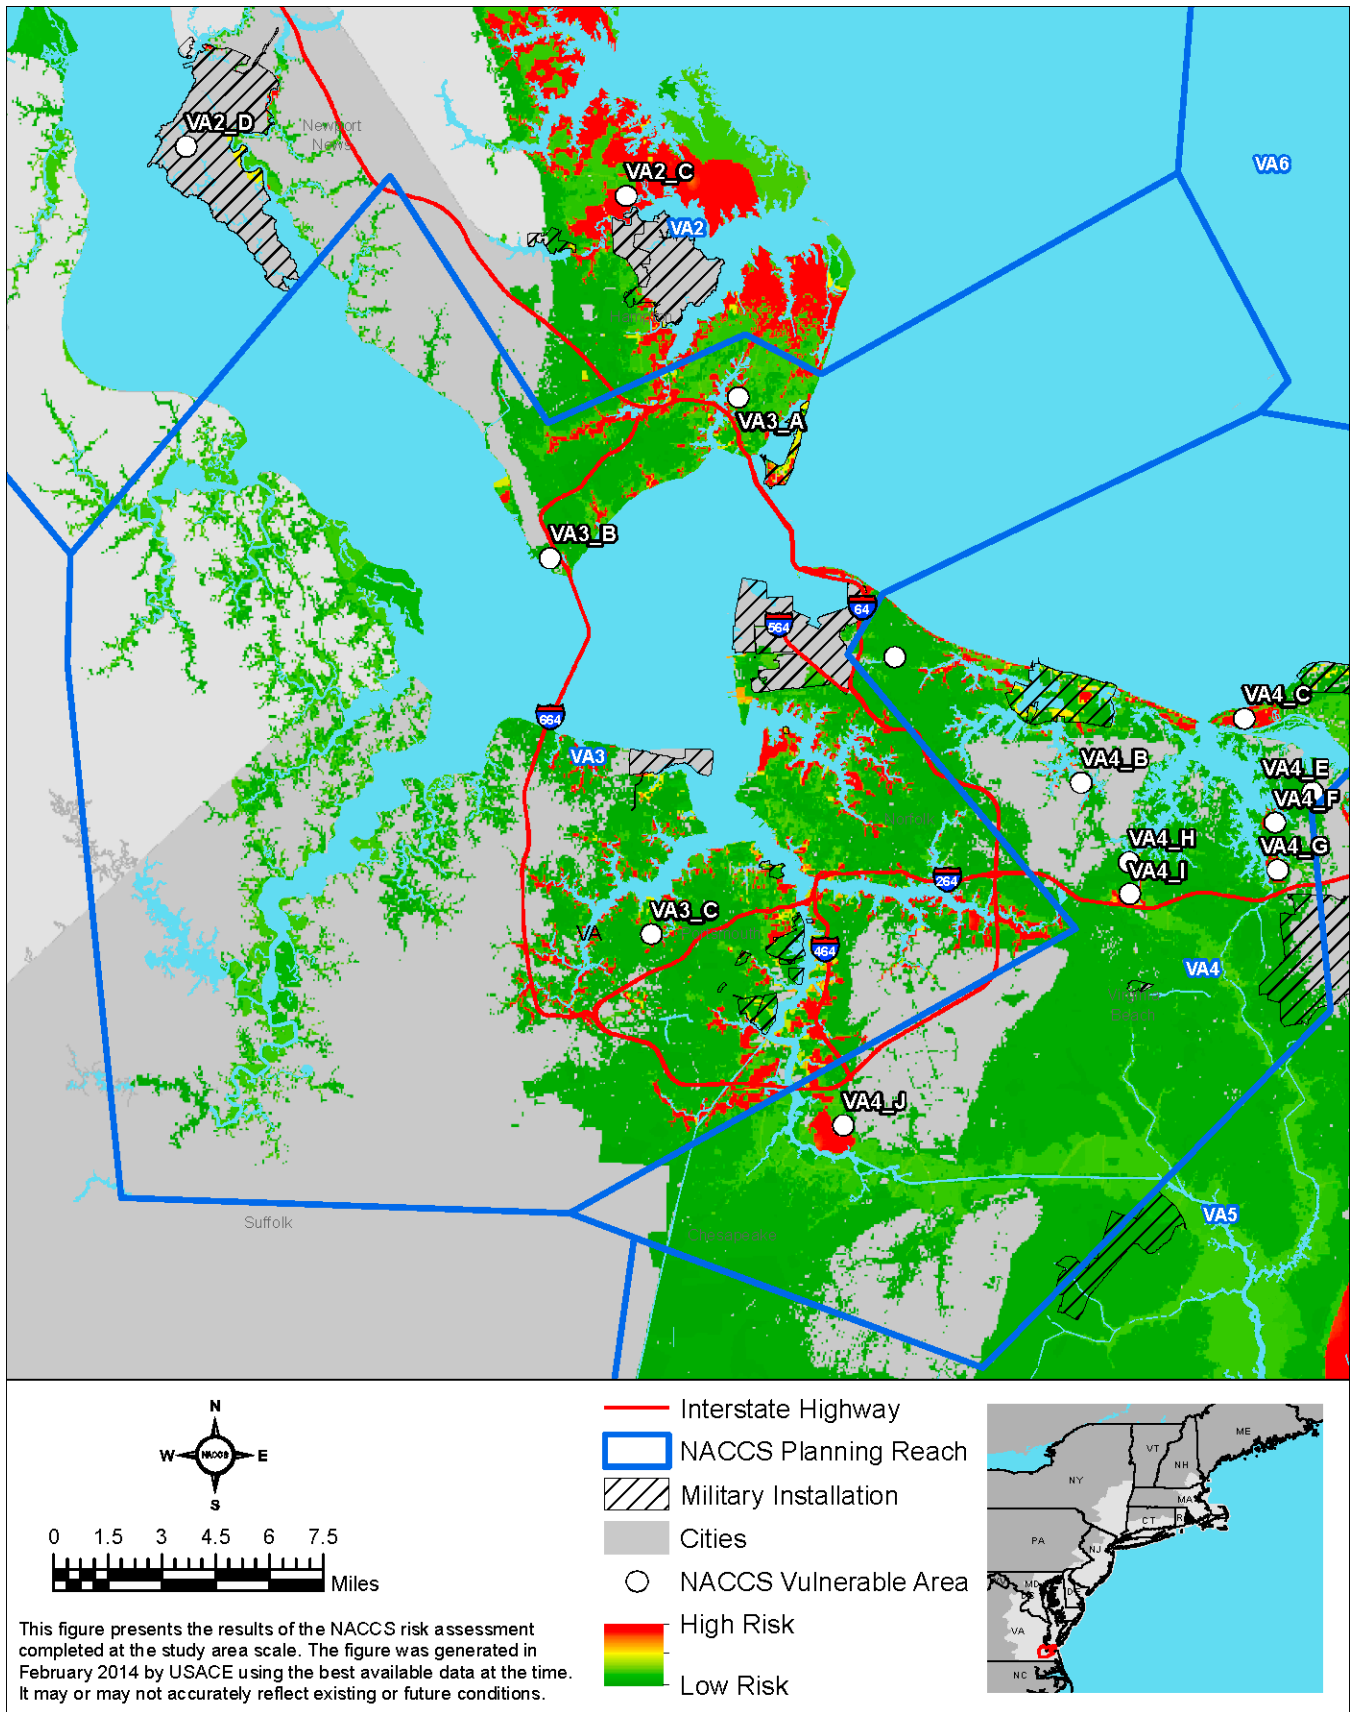 VA2_D
Newport
News
VA2_C
VA2
VA6
VA3_A
VA3_B
64
564
VA4_C
664
VA3
VA4_B
VA4_E
VA4_F
VA4_H
VA4_G
VA4_I
264
VA3_C
VA
464
VA4
VA4_J
VA5
Suffolk
Chesapeake
N
W
NACCS
E
S
0 1.5 3 4.5 6 7.5
Miles
This figure presents the results of the NACCS risk assessment
completed at the study area scale. The figure was generated in
February 2014 by USACE using the best available data at the time.
It may or may not accurately reflect existing or future conditions.
Interstate Highway
NACCS Planning Reach
Military Installation
Cities
NACCS Vulnerable Area
High Risk
Low Risk
ME
VT
NH
NY
MA
CT
PA
NJ
MD
DE
VA
NC